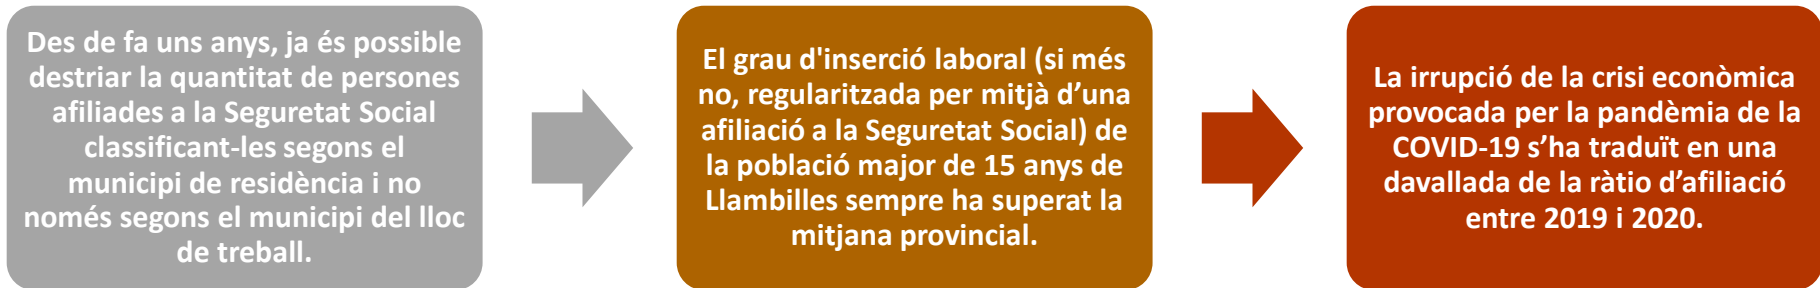 Des de fa uns anys, ja és possible
destriar la quantitat de persones
afiliades a la Seguretat Social
classificant-les segons el
municipi de residència i no
només segons el municipi del lloc
de treball.
El grau d'inserció laboral (si més
no, regularitzada per mitjà d’una
afiliació a la Seguretat Social) de
la població major de 15 anys de
Llambilles sempre ha superat la
mitjana provincial.
La irrupció de la crisi econòmica
provocada per la pandèmia de la
COVID-19 s’ha traduït en una
davallada de la ràtio d’afiliació
entre 2019 i 2020.